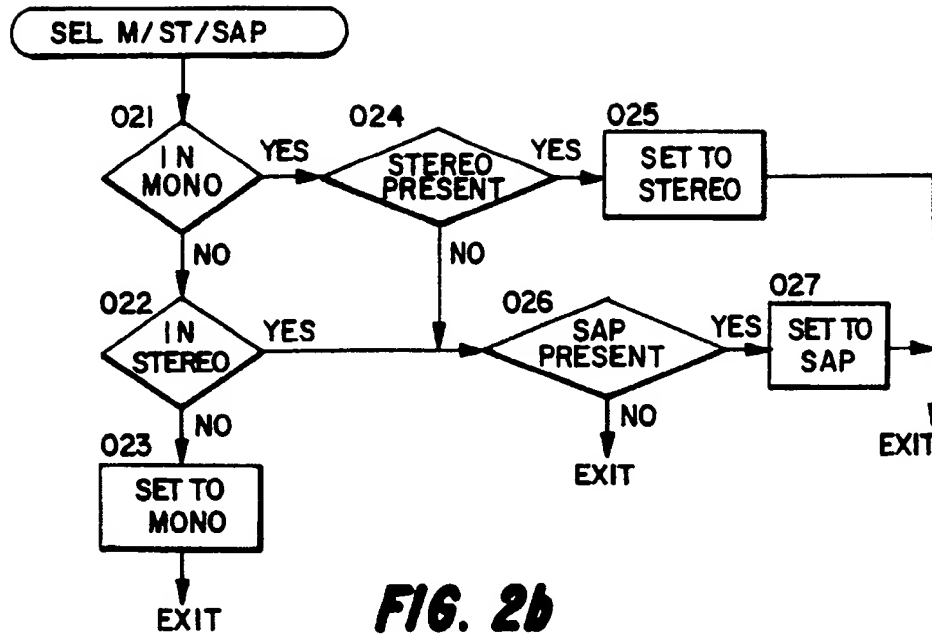 SEL M/ST/SAP
021
IN
MONO
YES
NO
024
STEREO
PRESENT
YES
NO
025
SET TO
STEREO
022
IN
STEREO
YES
NO
026
SAP
PRESENT
YES
NO
EXIT
027
SET TO
SAP
EXIT
023
SET TO
MONO
EXIT
FIG. 2b